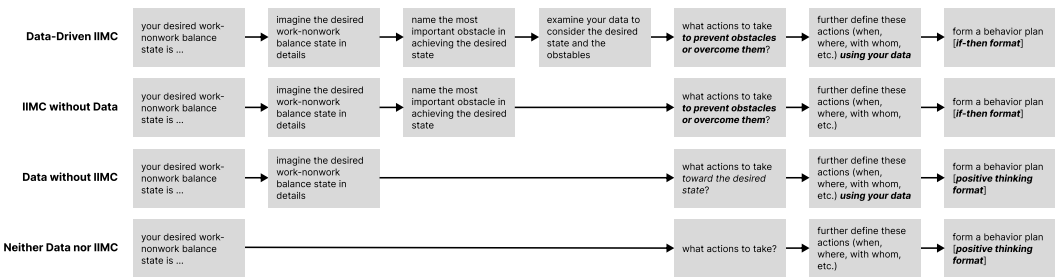 Data-Driven IIMC
your desired work-
nonwork balance
state is ...
imagine the desired
work-nonwork
balance state in
details
name the most
important obstacle in
achieving the desired
state
examine your data to
consider the desired
state and the
obstables
what actions to take
to prevent obstacles
or overcome them?
further define these
actions (when,
where, with whom,
etc.) using your data
form a behavior plan
[if-then format]
IIMC without Data
your desired work-
nonwork balance
state is ...
imagine the desired
work-nonwork
balance state in
details
name the most
important obstacle in
achieving the desired
state
what actions to take
to prevent obstacles
or overcome them?
further define these
actions (when,
where, with whom,
etc.)
form a behavior plan
[if-then format]
Data without IIMC
your desired work-
nonwork balance
state is ...
imagine the desired
work-nonwork
balance state in
details
what actions to take
toward the desired
state?
further define these
actions (when,
where, with whom,
etc.) using your data
form a behavior plan
[positive thinking
format]
Neither Data nor IIMC
your desired work-
nonwork balance
state is ...
what actions to take?
further define these
actions (when,
where, with whom,
etc.)
form a behavior plan
[positive thinking
format]